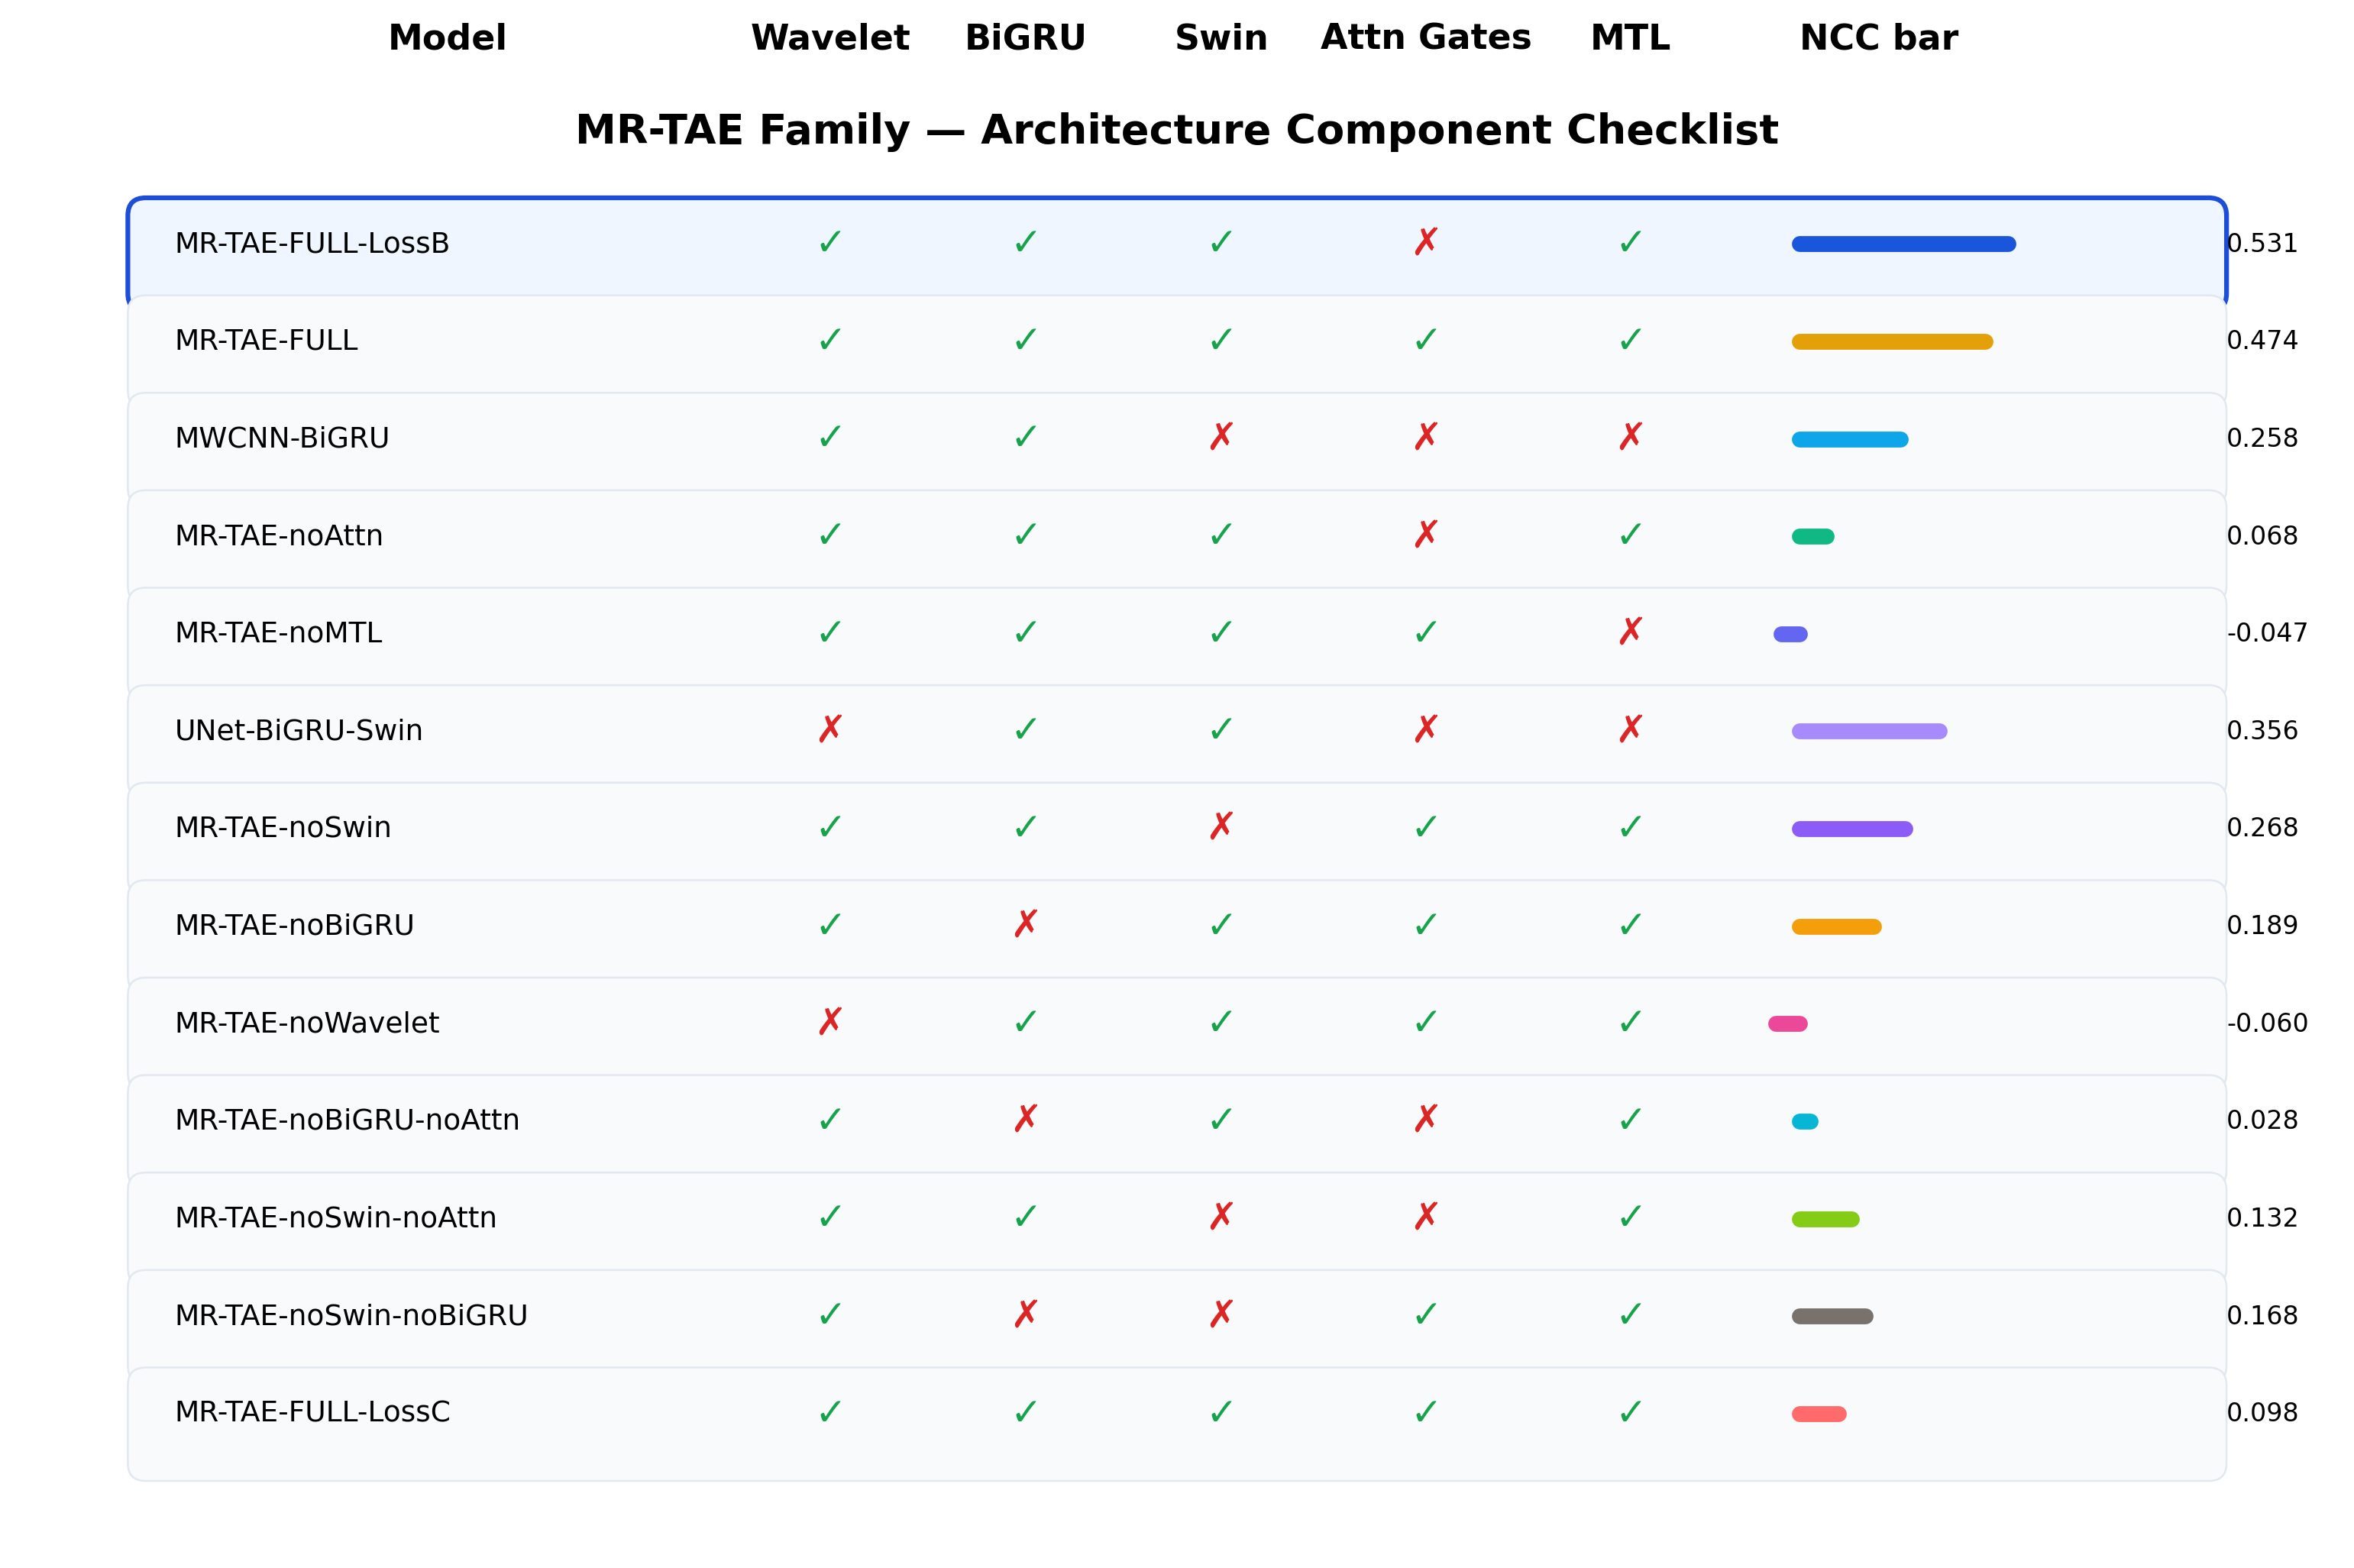 Model Wavelet BiGRU Swin Attn Gates MTL NCC bar
MR-TAE Family — Architecture Component Checklist
MR-TAE-FULL-LossB ✓ ✓ ✓ ✗ ✓ 0.531
MR-TAE-FULL ✓ ✓ ✓ ✓ ✓ 0.474
MWCNN-BiGRU ✓ ✓ ✗ ✗ ✗ 0.258
MR-TAE-noAttn ✓ ✓ ✓ ✗ ✓ 0.068
MR-TAE-noMTL ✓ ✓ ✓ ✓ ✗ -0.047
UNet-BiGRU-Swin ✗ ✓ ✓ ✗ ✗ 0.356
MR-TAE-noSwin ✓ ✓ ✗ ✓ ✓ 0.268
MR-TAE-noBiGRU ✓ ✗ ✓ ✓ ✓ 0.189
MR-TAE-noWavelet ✗ ✓ ✓ ✓ ✓ -0.060
MR-TAE-noBiGRU-noAttn ✓ ✗ ✓ ✗ ✓ 0.028
MR-TAE-noSwin-noAttn ✓ ✓ ✗ ✗ ✓ 0.132
MR-TAE-noSwin-noBiGRU ✓ ✗ ✗ ✓ ✓ 0.168
MR-TAE-FULL-LossC ✓ ✓ ✓ ✓ ✓ 0.098